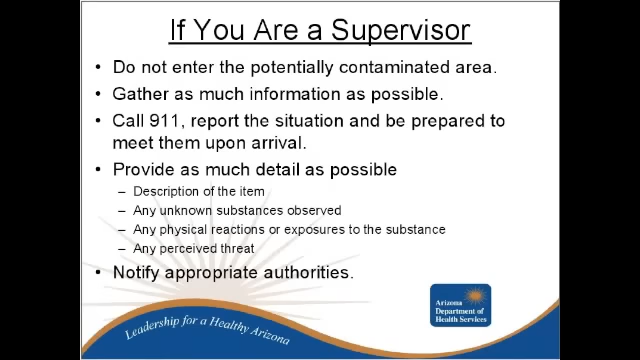 If You Are a Supervisor
• Do not enter the potentially contaminated area.
• Gather as much information as possible.
• Call 911, report the situation and be prepared to
meet them upon arrival.
• Provide as much detail as possible
– Description of the item
– Any unknown substances observed
– Any physical reactions or exposures to the substance
– Any perceived threat
• Notify appropriate authorities.
Arizona
Department of
Health Services
Leadership for a Healthy Arizona